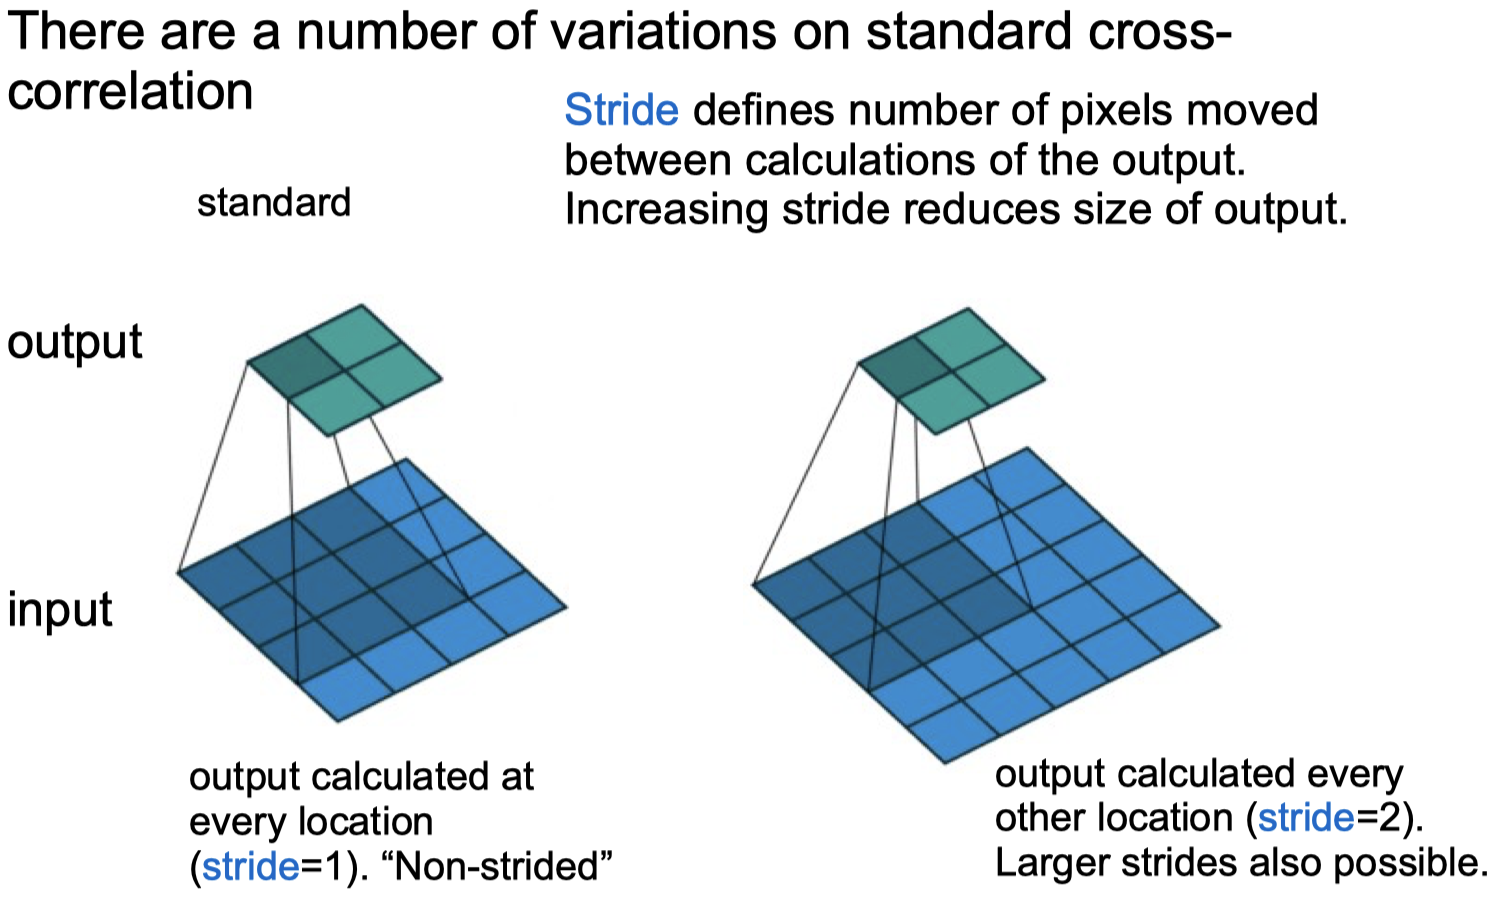 There are a number of variations on standard cross-
correlation
Stride defines number of pixels moved
between calculations of the output.
Increasing stride reduces size of output.
standard
output
input
output calculated at
every location
(stride=1). “Non-strided”
output calculated every
other location (stride=2).
Larger strides also possible.